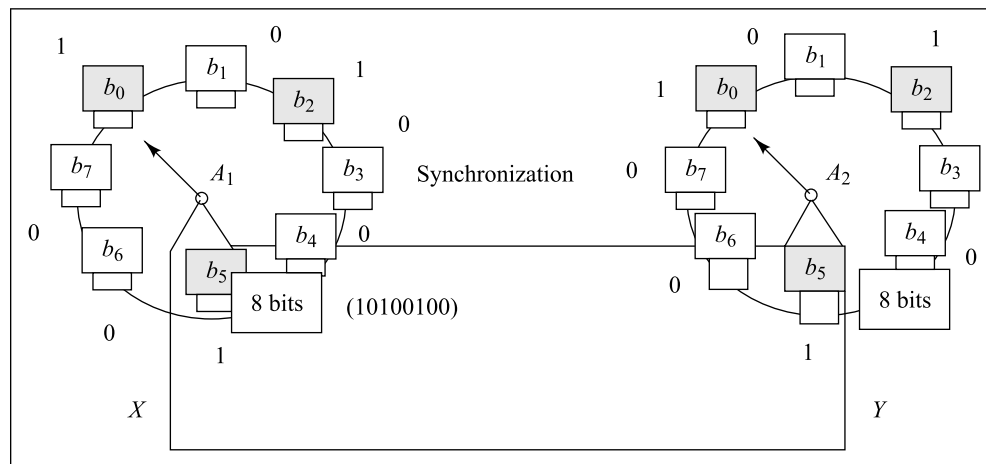 0
1
b₁
b₀
1
b₂
0
b₇
A₁
b₃
Synchronization
0
b₆
b₄
0
b₅
8 bits
(10100100)
0
1
X
0
1
b₁
b₀
b₂
1
b₇
A₂
b₃
0
b₆
b₄
0
b₅
0
8 bits
1
Y